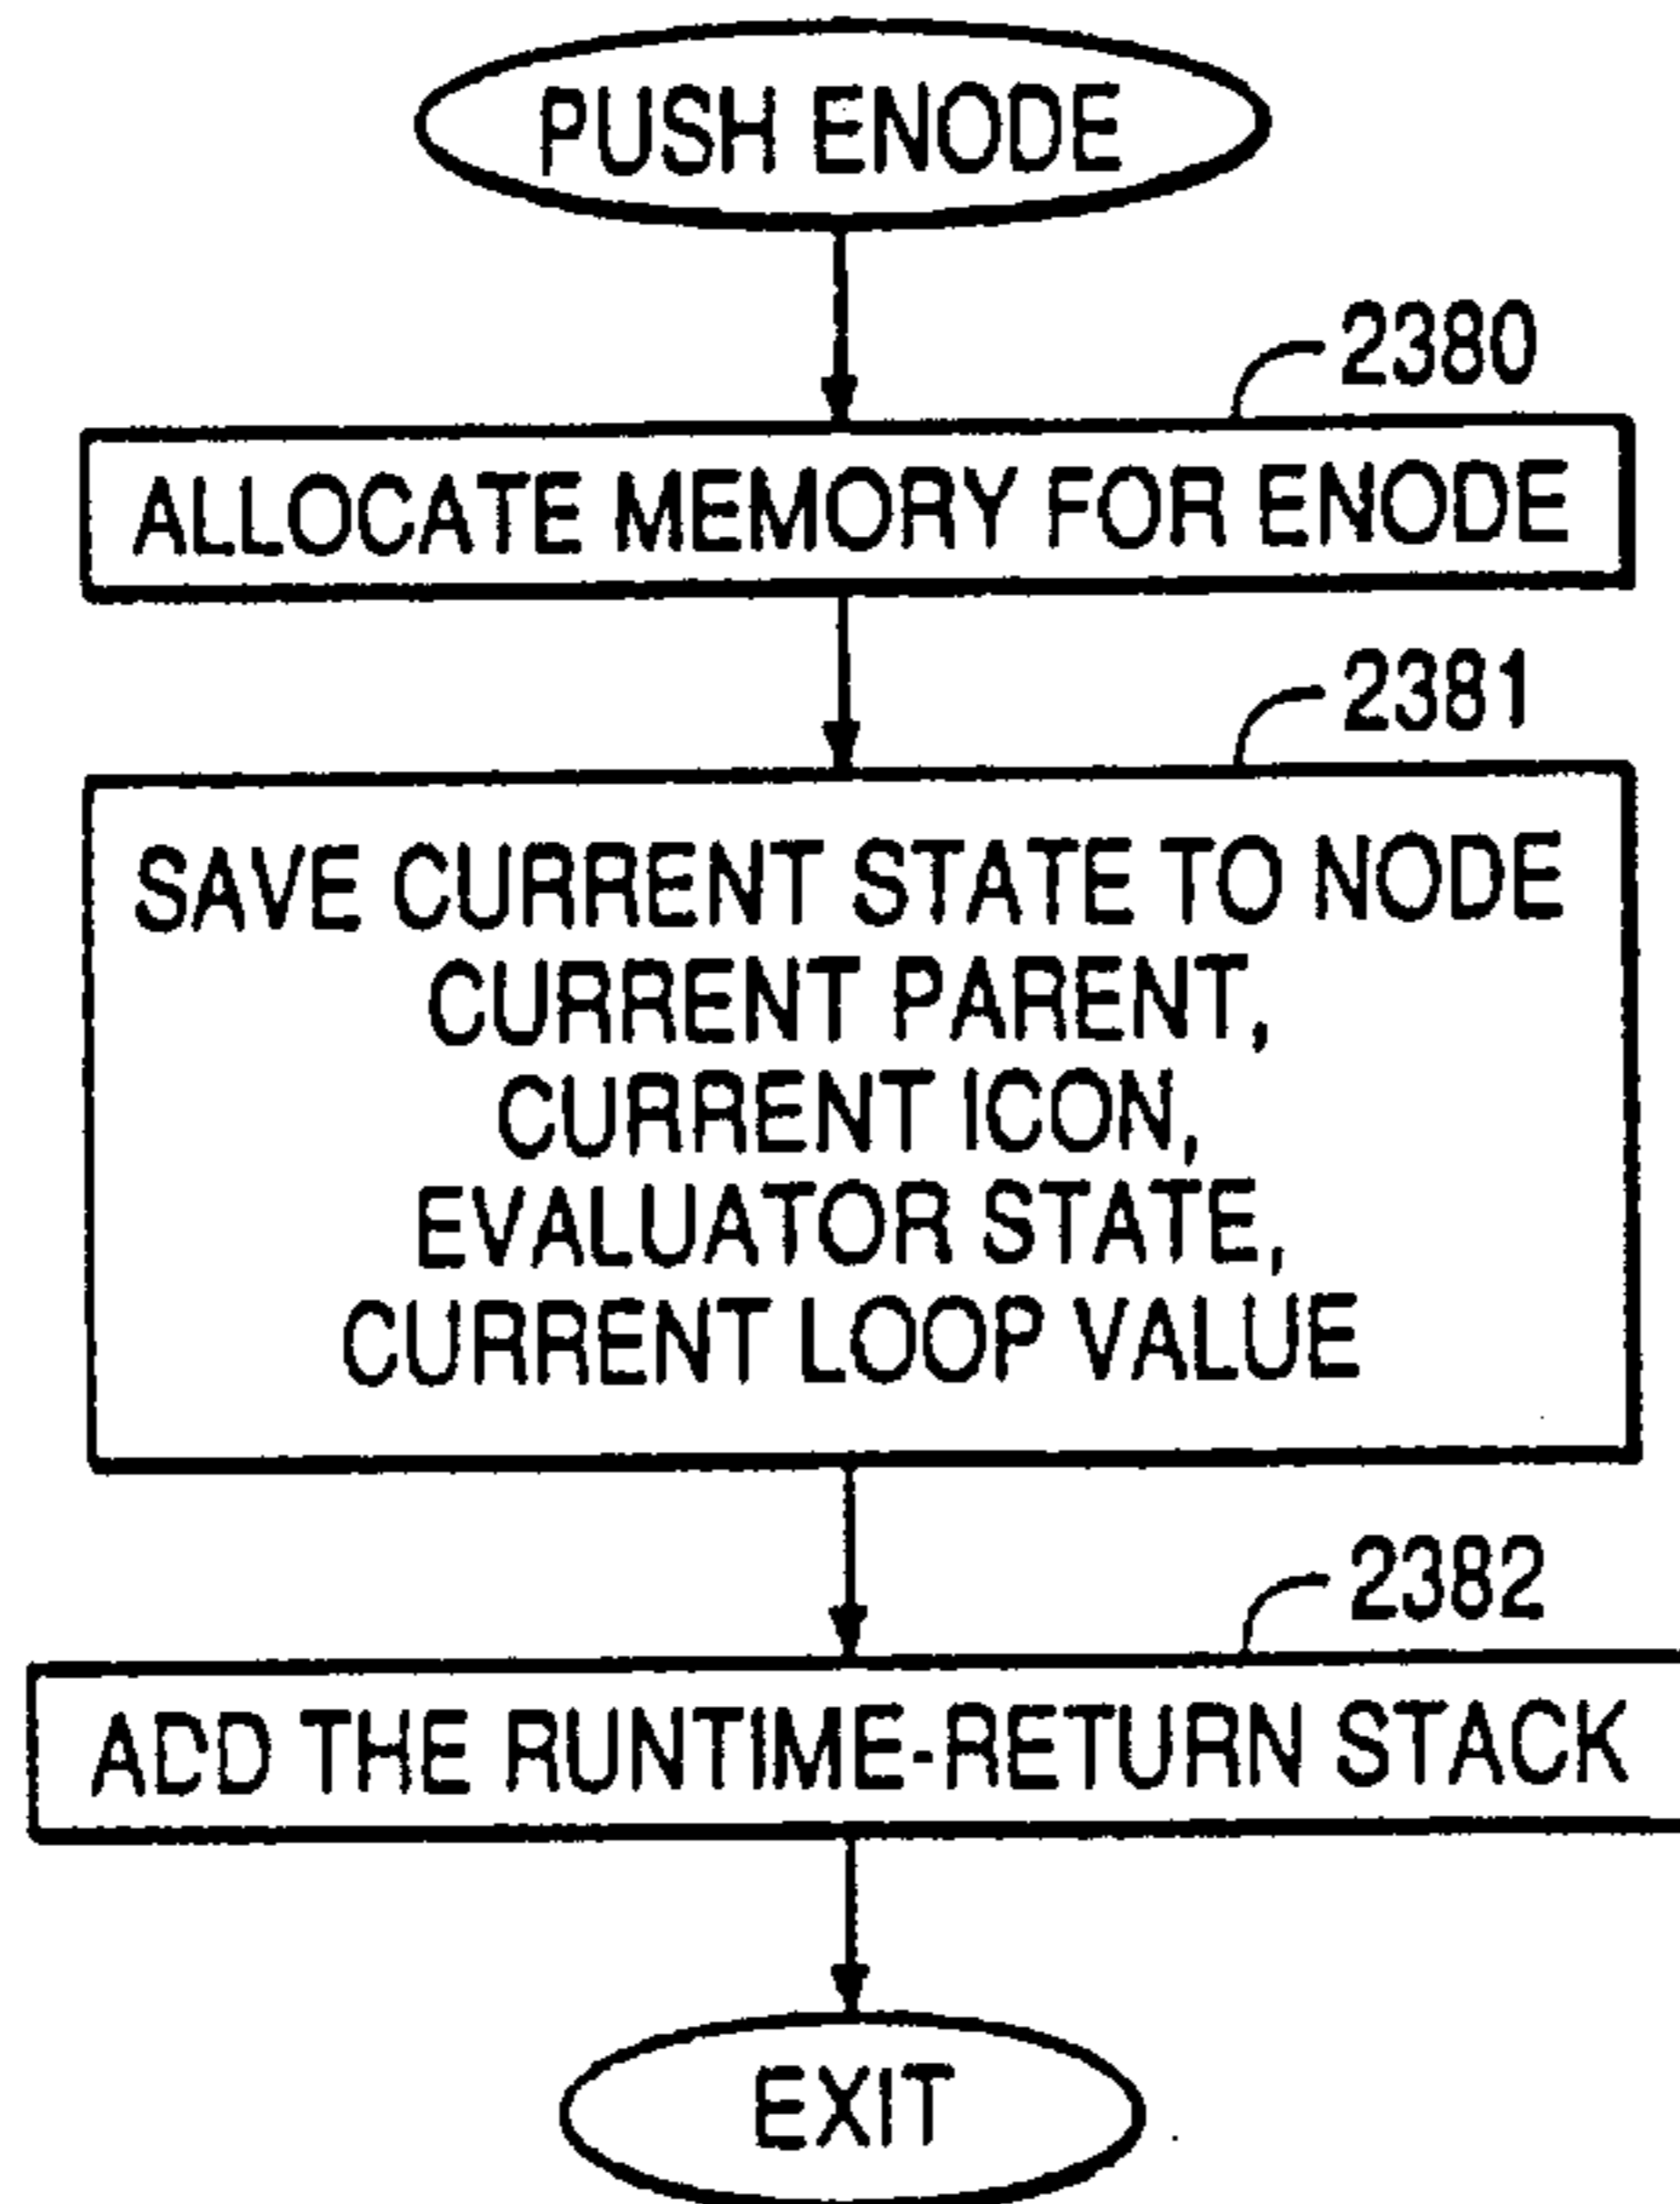 PUSH ENODE
2380
ALLOCATE MEMORY FOR ENODE
2381
SAVE CURRENT STATE TO NODE
CURRENT PARENT,
CURRENT ICON,
EVALUATOR STATE,
CURRENT LOOP VALUE
2382
ADD THE RUNTIME-RETURN STACK
EXIT